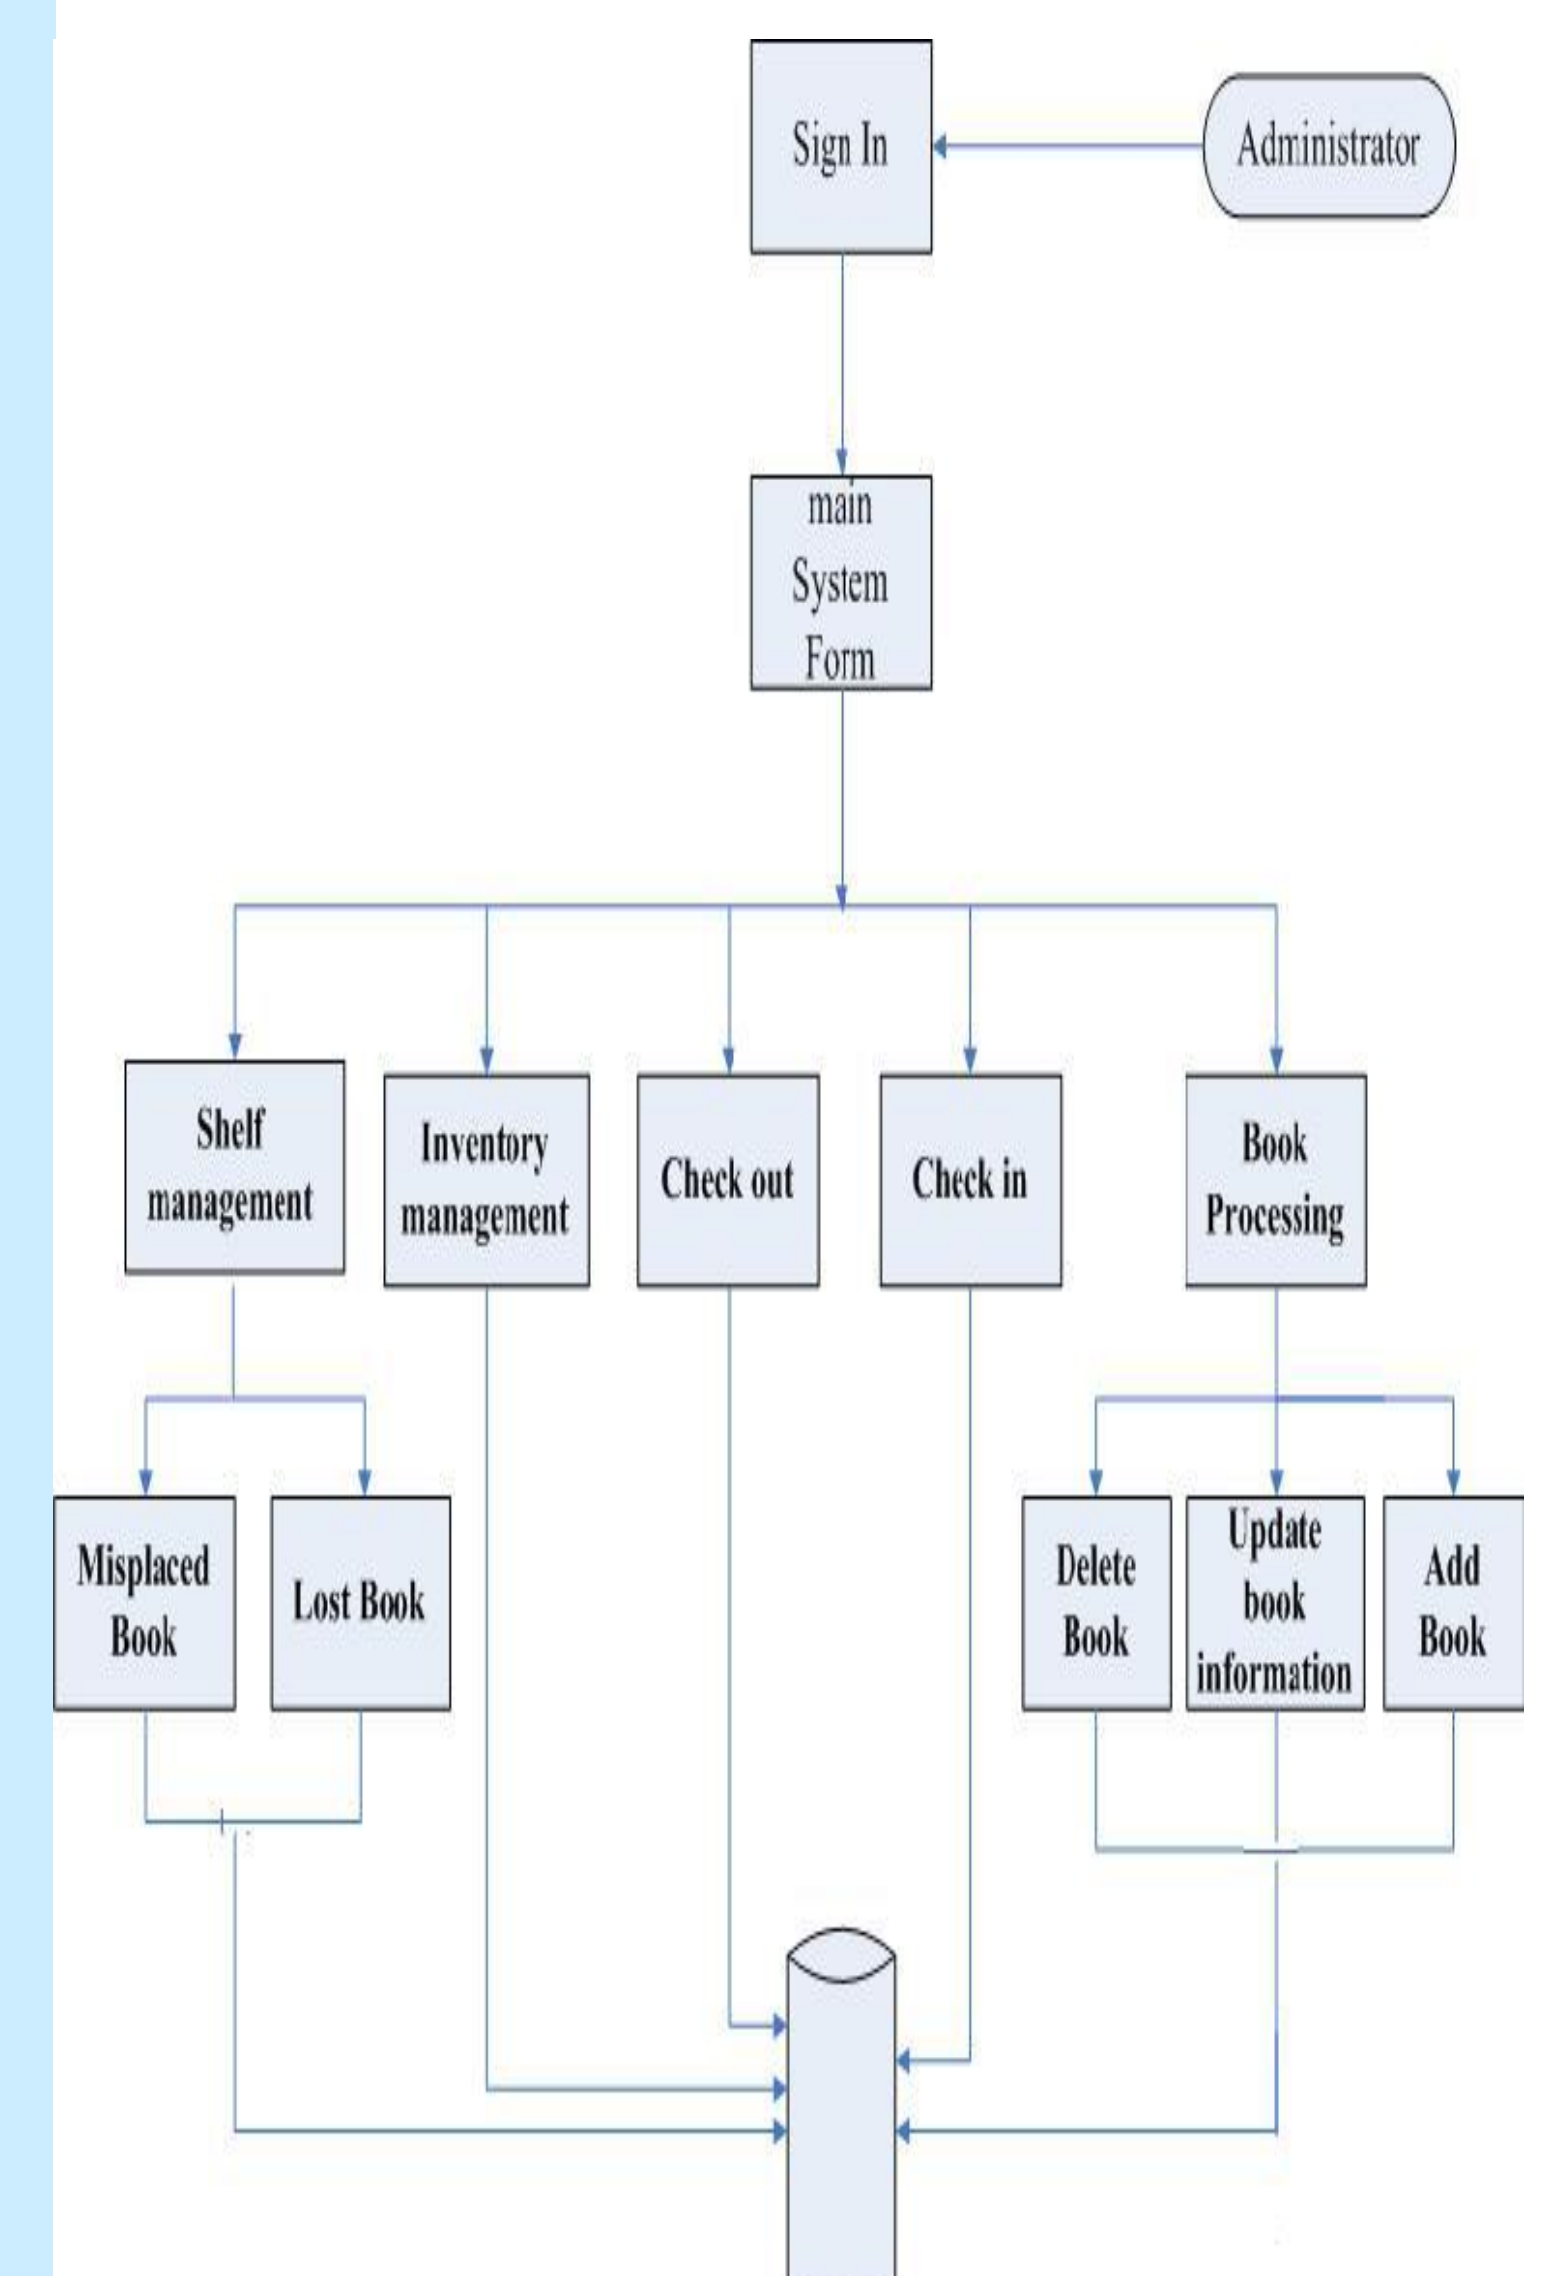 Sign In
Administrator
main
System
Form
Shelf
management
Inventory
management
Check out
Check in
Book
Processing
Misplaced
Book
Lost Book
Delete
Book
Update
book
information
Add
Book